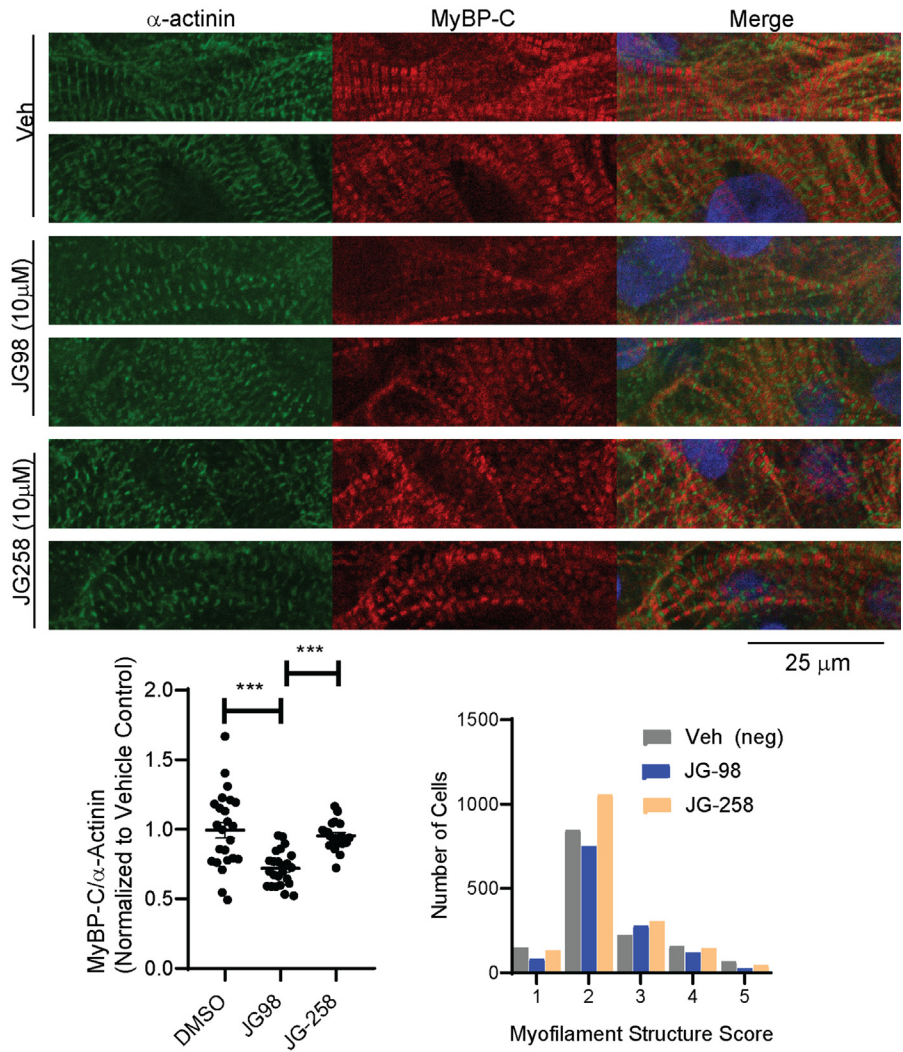 α-actinin MyBP-C Merge
Veh
JG98 (10μM)
JG258 (10μM)
25 μm
MyBP-C/α-Actinin
(Normalized to Vehicle Control)
2.0
1.5
1.0
0.5
0.0
***
***
DMSO
JG98
JG-258
Number of Cells
1500
1000
500
0
Veh (neg)
JG-98
JG-258
1 2 3 4 5
Myofilament Structure Score